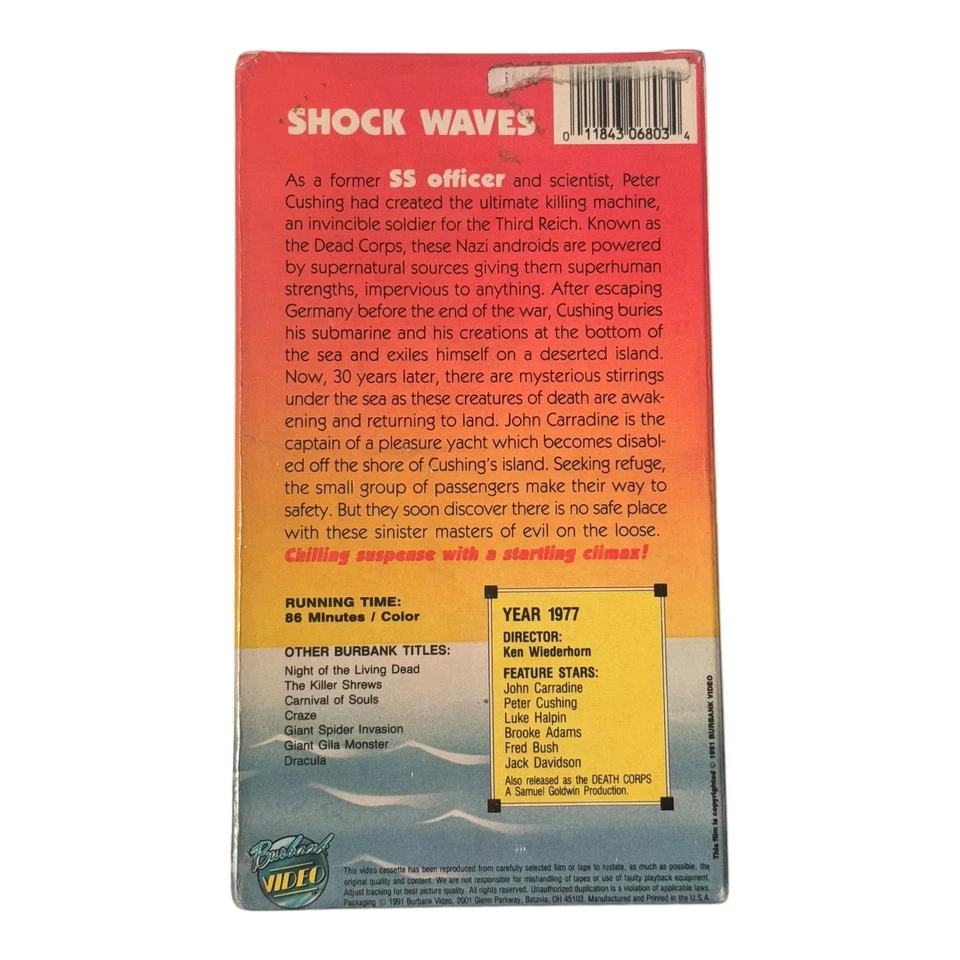 SHOCK WAVES
0 11843 06803 4
As a former SS officer and scientist, Peter
Cushing had created the ultimate killing machine,
an invincible soldier for the Third Reich. Known as
the Dead Corps, these Nazi androids are powered
by supernatural sources giving them superhuman
strengths, impervious to anything. After escaping
Germany before the end of the war, Cushing buries
his submarine and his creations at the bottom of
the sea and exiles himself on a deserted island.
Now, 30 years later, there are mysterious stirrings
under the sea as these creatures of death are awak-
ening and returning to land. John Carradine is the
captain of a pleasure yacht which becomes disabl-
ed off the shore of Cushing's island. Seeking refuge,
the small group of passengers make their way to
safety. But they soon discover there is no safe place
with these sinister masters of evil on the loose.
Chilling suspense with a startling climax!
RUNNING TIME:
86 Minutes / Color
OTHER BURBANK TITLES:
Night of the Living Dead
The Killer Shrews
Carnival of Souls
Craze
Giant Spider Invasion
Giant Gila Monster
Dracula
YEAR 1977
DIRECTOR:
Ken Wiederhorn
FEATURE STARS:
John Carradine
Peter Cushing
Luke Halpin
Brooke Adams
Fred Bush
Jack Davidson
Also released as the DEATH CORPS
A Samuel Goldwin Production.
This film is copyrighted © 1991 BURBANK VIDEO
Burbank
VIDEO
This video cassette has been reproduced from carefully selected film or tape to restate, as much as possible, the
original quality and content. We are not responsible for mishandling of tapes or use of faulty playback equipment.
Adjust tracking for best picture quality. All rights reserved. Unauthorized duplication is a violation of applicable laws.
Packaging © 1991 Burbank Video, 2001 Glenn Parkway, Batavia, OH 45103. Manufactured and Printed in the U.S.A.